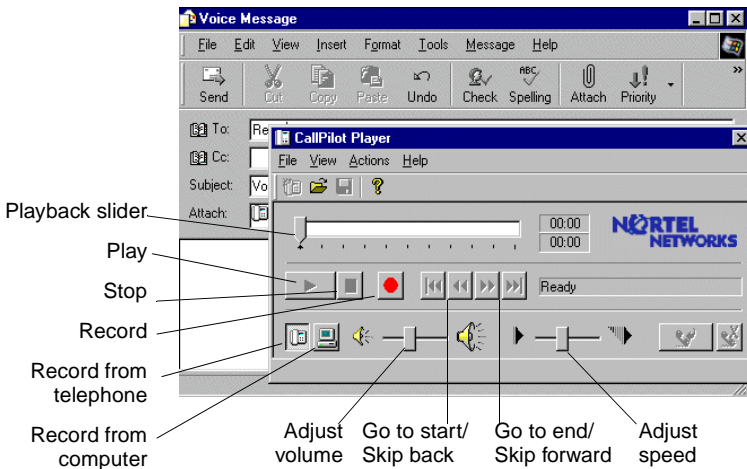 Voice Message
File Edit View Insert Format Tools Message Help
Send Cut Copy Paste Undo Check Spelling Attach Priority »
ABC
To: Re
Cc:
Subject: Vo
Attach:
CallPilot Player
File View Actions Help
?
00:00
00:00
NORTEL
NETWORKS
Ready
Playback slider
Play
Stop
Record
Record from
telephone
Record from
computer
Adjust
volume
Go to start/
Skip back
Go to end/
Skip forward
Adjust
speed